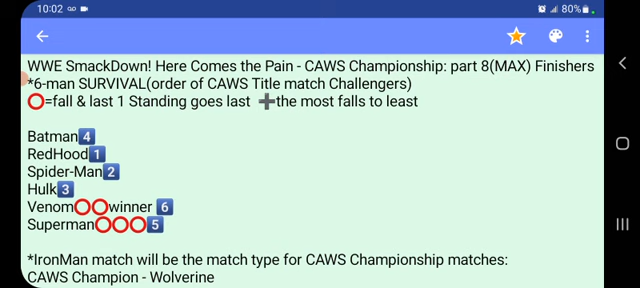 10:02 80%
WWE SmackDown! Here Comes the Pain - CAWS Championship: part 8(MAX) Finishers
*6-man SURVIVAL(order of CAWS Title match Challengers)
⭕=fall & last 1 Standing goes last ➕the most falls to least
Batman4️⃣
RedHood1️⃣
Spider-Man2️⃣
Hulk3️⃣
Venom⭕⭕winner 6️⃣
Superman⭕⭕⭕5️⃣
*IronMan match will be the match type for CAWS Championship matches:
CAWS Champion - Wolverine